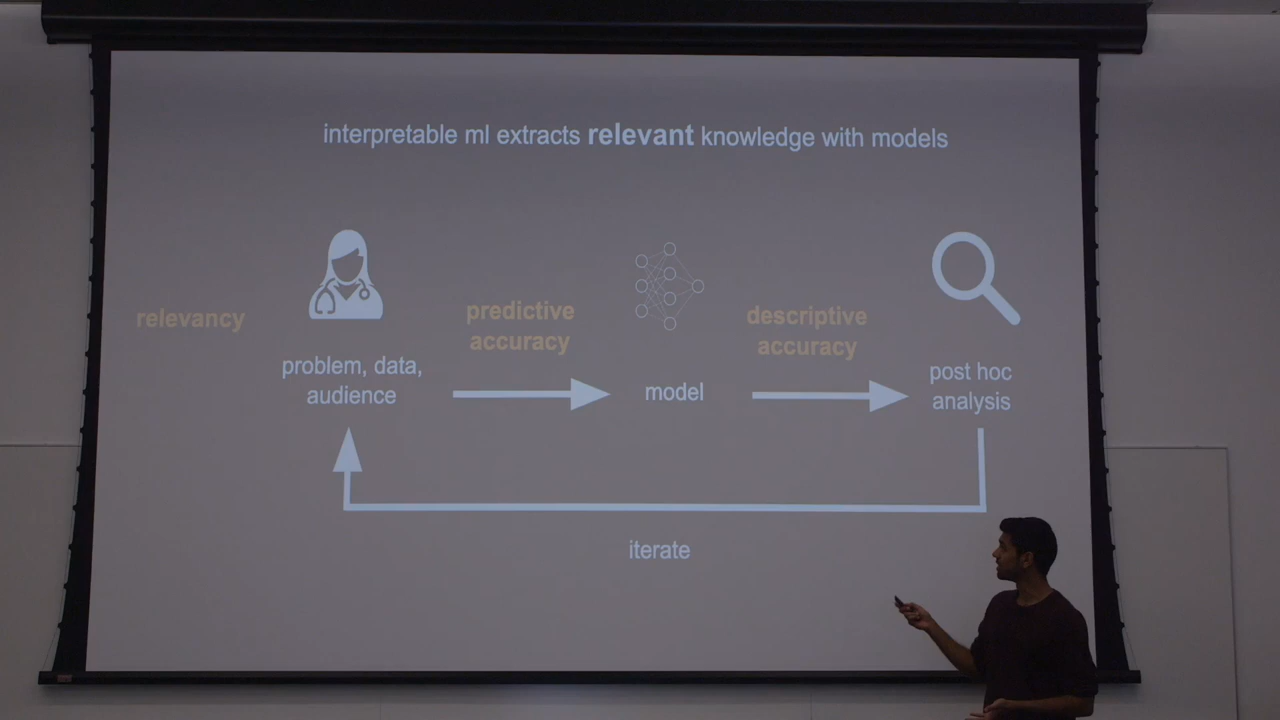 interpretable ml extracts relevant knowledge with models
relevancy
problem, data,
audience
predictive
accuracy
model
descriptive
accuracy
post hoc
analysis
iterate